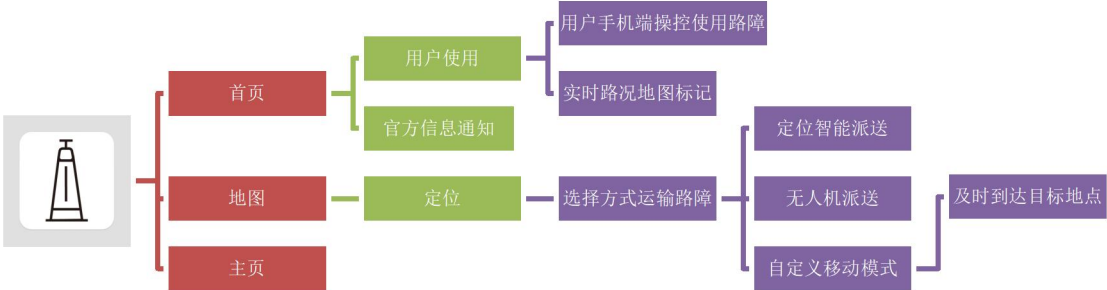 用户手机端操控使用路障
用户使用
首页
实时路况地图标记
官方信息通知
定位智能派送
地图
定位
选择方式运输路障
无人机派送
及时到达目标地点
主页
自定义移动模式